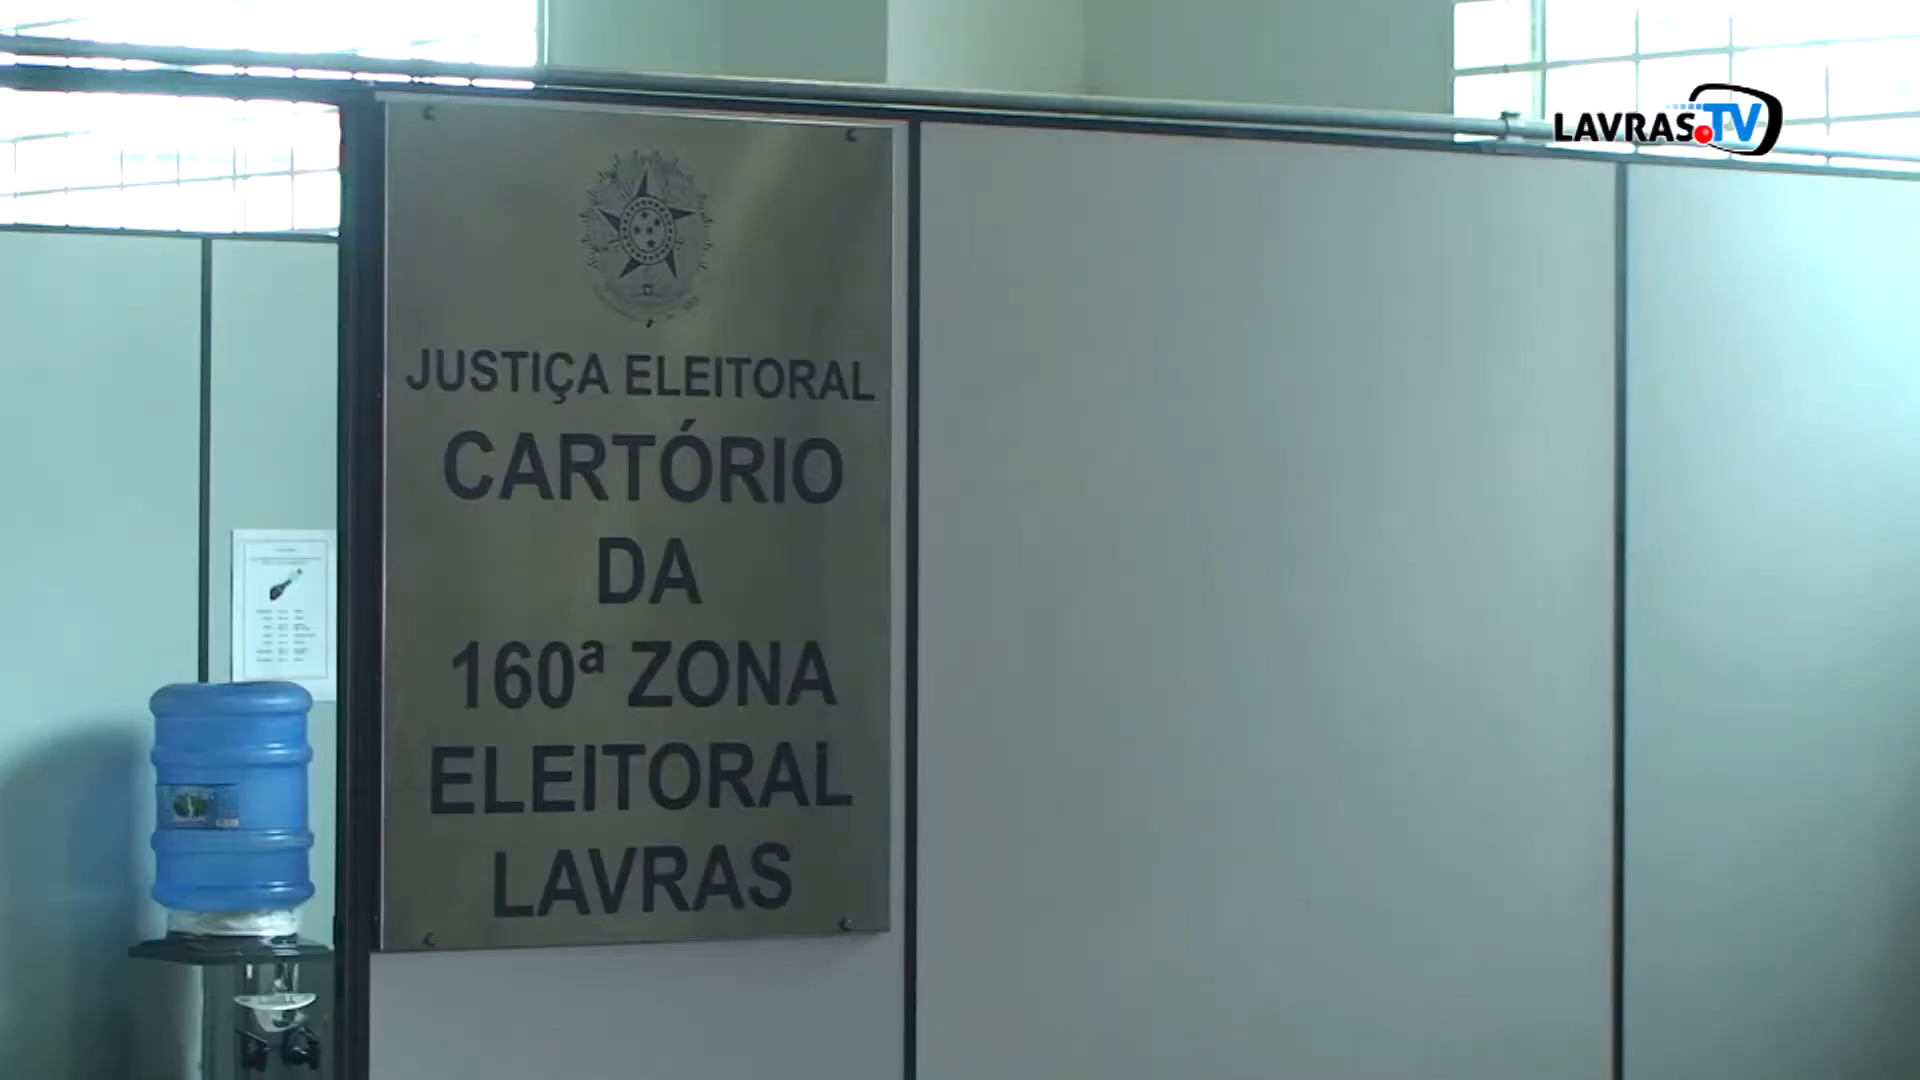 LAVRAS.TV
JUSTIÇA ELEITORAL
CARTÓRIO
DA
160ª ZONA
ELEITORAL
LAVRAS